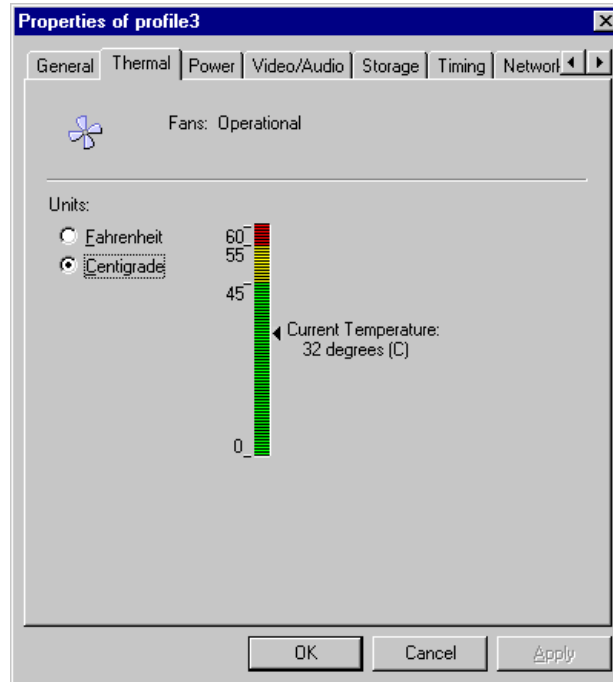 Properties of profile3
General Thermal Power Video/Audio Storage Timing Network
Fans: Operational
Units:
Fahrenheit
Centigrade
60
55
45
Current Temperature:
32 degrees (C)
0
OK Cancel Apply